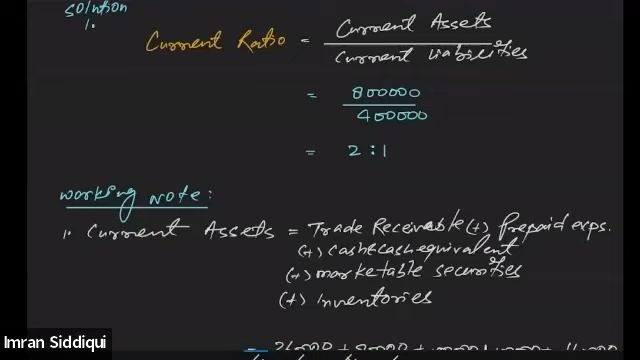 solution
1.
Current Ratio = Current Assets
Current Liabilities
= 800000
400000
= 2 : 1
Working Note:
1. Current Assets = Trade Receivable (+) Prepaid exps.
(+) cash & cash equivalent
(+) marketable securities
(+) Inventories
Imran Siddiqui